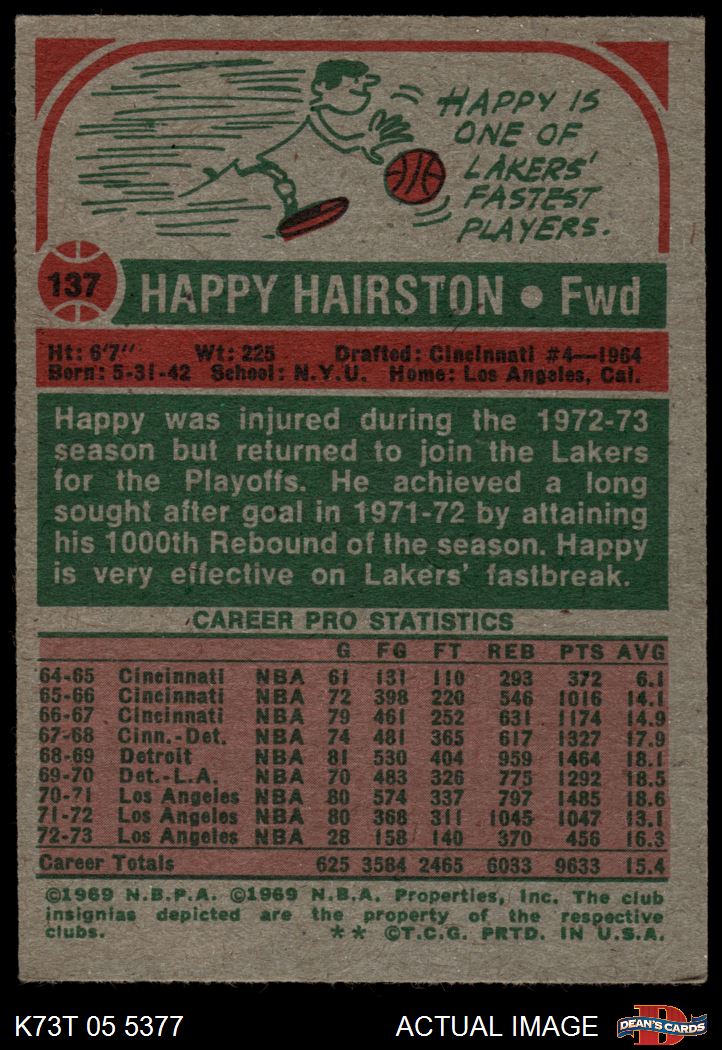 HAPPY IS
ONE OF
LAKERS'
FASTEST
PLAYERS.
137 HAPPY HAIRSTON • Fwd
Ht: 6'7" Wt: 225 Drafted: Cincinnati #4—1964
Born: 5-31-42 School: N.Y.U. Home: Los Angeles, Cal.
Happy was injured during the 1972-73
season but returned to join the Lakers
for the Playoffs. He achieved a long
sought after goal in 1971-72 by attaining
his 1000th Rebound of the season. Happy
is very effective on Lakers' fastbreak.
CAREER PRO STATISTICS
G FG FT REB PTS AVG
64-65 Cincinnati NBA 61 131 110 293 372 6.1
65-66 Cincinnati NBA 72 398 220 546 1016 14.1
66-67 Cincinnati NBA 79 461 252 631 1174 14.9
67-68 Cinn.-Det. NBA 74 481 365 617 1327 17.9
68-69 Detroit NBA 81 530 404 959 1464 18.1
69-70 Det.-L.A. NBA 70 483 326 775 1292 18.5
70-71 Los Angeles NBA 80 574 337 797 1485 18.6
71-72 Los Angeles NBA 80 368 311 1045 1047 13.1
72-73 Los Angeles NBA 28 158 140 370 456 16.3
Career Totals 625 3584 2465 6033 9633 15.4
©1969 N.B.P.A. ©1969 N.B.A. Properties, Inc. The club
insignias depicted are the property of the respective
clubs. ** ©T.C.G. PRTD. IN U.S.A.
K73T 05 5377 ACTUAL IMAGE DEAN'S CARDS